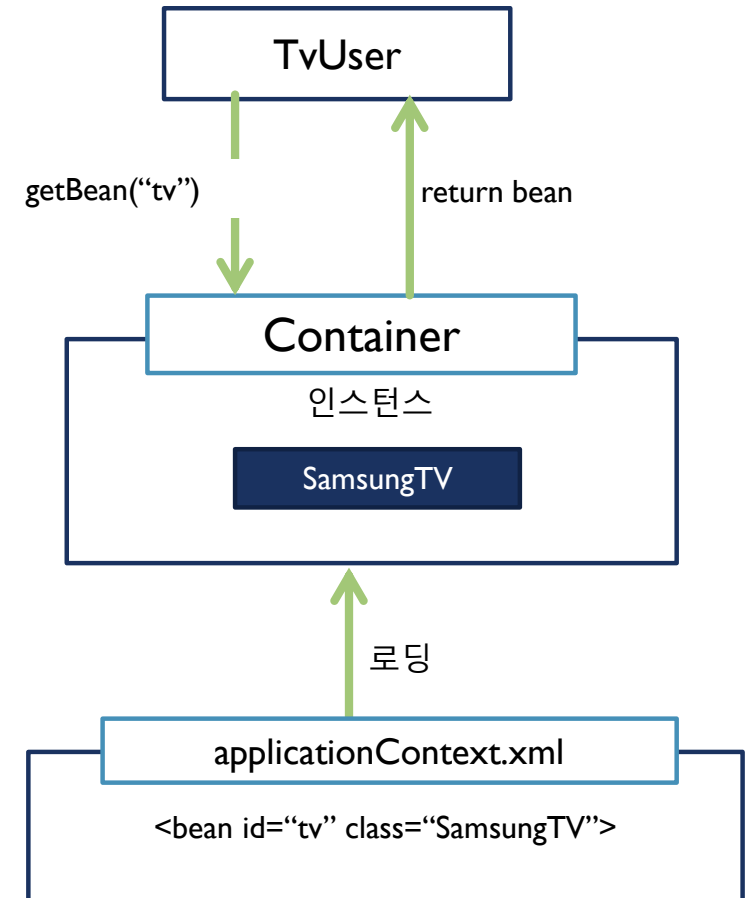 TvUser
getBean(“tv”)
return bean
Container
인스턴스
SamsungTV
로딩
applicationContext.xml
<bean id=“tv” class=“SamsungTV”>